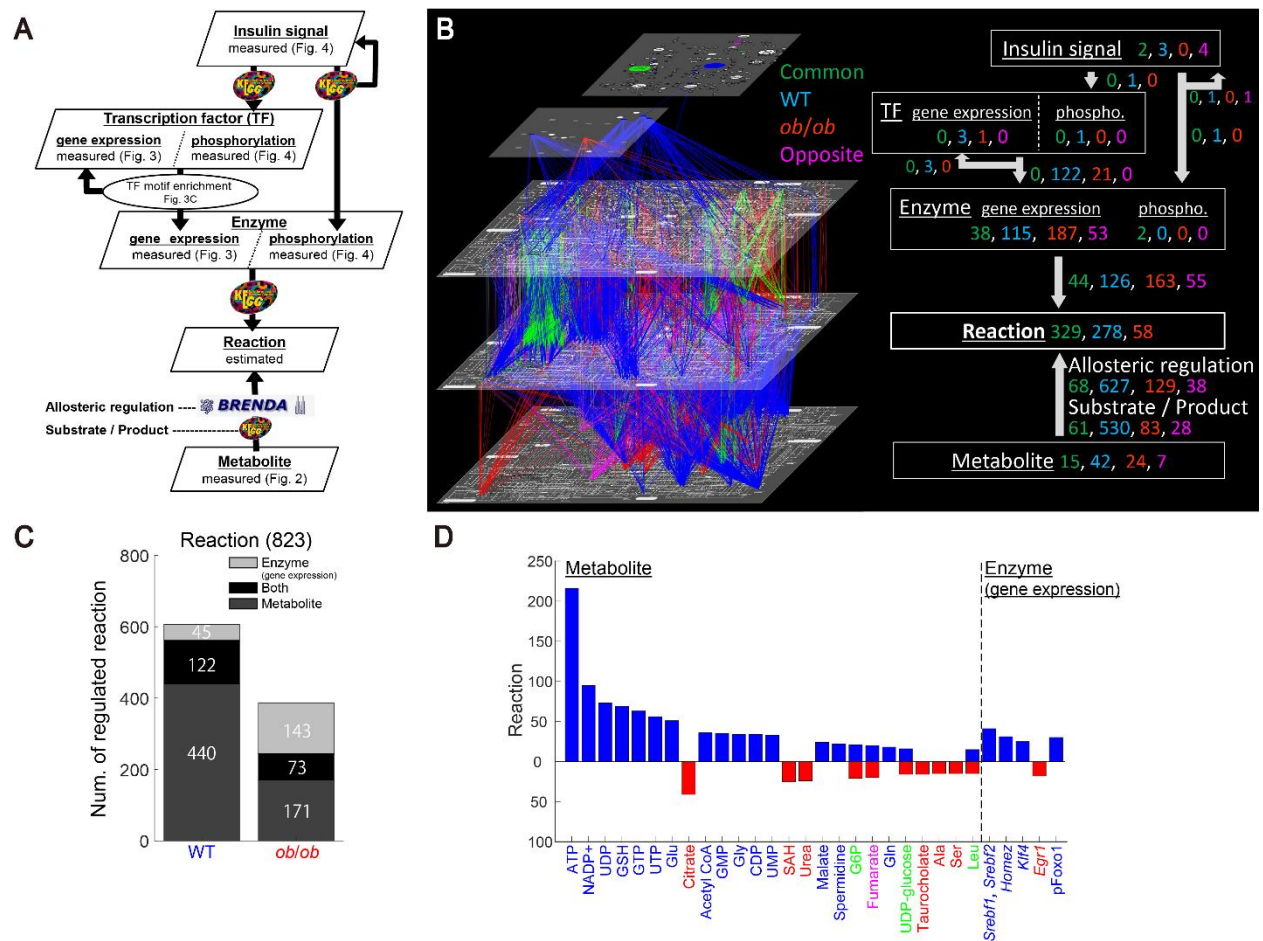 A
Insulin signal
measured (Fig. 4)
KEGG
KEGG
Transcription factor (TF)
gene expression
measured (Fig. 3)
phosphorylation
measured (Fig. 4)
TF motif enrichment
Fig. 3C
Enzyme
gene expression
measured (Fig. 3)
phosphorylation
measured (Fig. 4)
KEGG
Reaction
estimated
Allosteric regulation ---- BRENDA
Substrate / Product --------------- KEGG
Metabolite
measured (Fig. 2)
B
Common
WT
ob/ob
Opposite
Insulin signal 2, 3, 0, 4
0, 1, 0
0, 1, 0, 1
0, 1, 0
TF gene expression phospho.
0, 3, 1, 0 0, 1, 0, 0
0, 3, 0
0, 122, 21, 0
Enzyme gene expression phospho.
38, 115, 187, 53 2, 0, 0, 0
44, 126, 163, 55
Reaction 329, 278, 58
Allosteric regulation
68, 627, 129, 38
Substrate / Product
61, 530, 83, 28
Metabolite 15, 42, 24, 7
C
Reaction (823)
Num. of regulated reaction
800
600
400
200
0
Enzyme
(gene expression)
Both
Metabolite
45
122
440
143
73
171
WT
ob/ob
D
Metabolite
Enzyme
(gene expression)
Reaction
250
200
150
100
50
0
50
100
ATP
NADP+
UDP
GSH
GTP
UTP
Glu
Citrate
Acetyl CoA
GMP
Gly
CDP
UMP
SAH
Urea
Malate
Spermidine
G6P
Fumarate
Gln
UDP-glucose
Taurocholate
Ala
Ser
Leu
Srebf1, Srebf2
Homez
Klf4
Egr1
pFoxo1